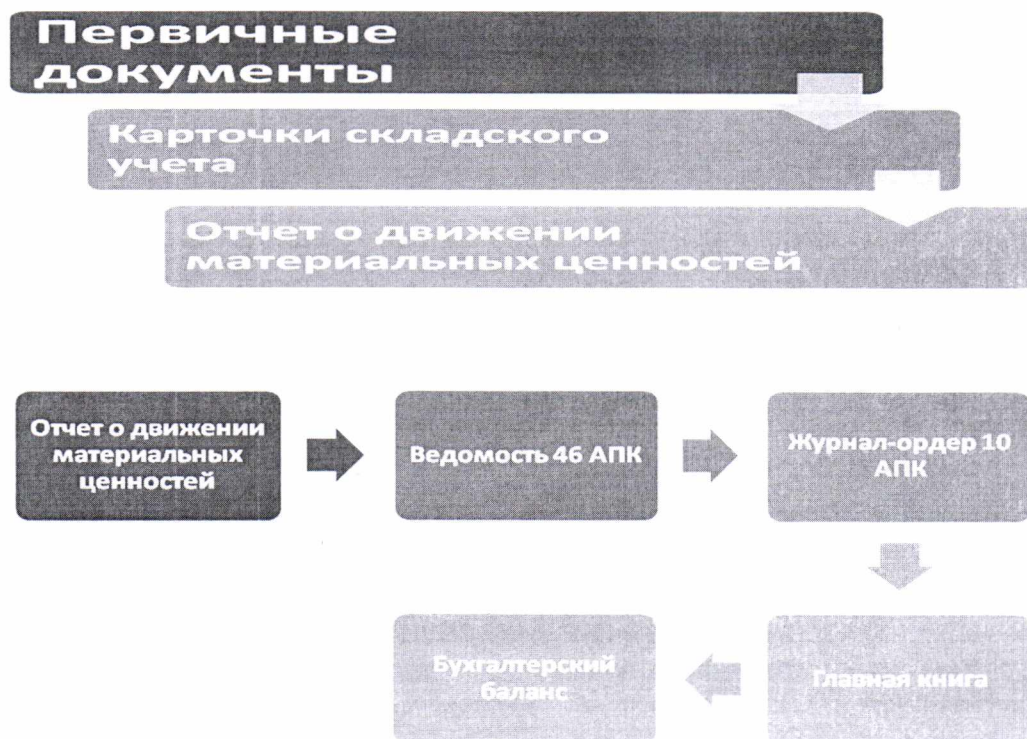 Первичные
документы
Карточки складского
учета
Отчет о движении
материальных ценностей
Отчет о движении
материальных
ценностей
Ведомость 46 АПК
Журнал-ордер 10
АПК
Бухгалтерский
баланс
Главная книга